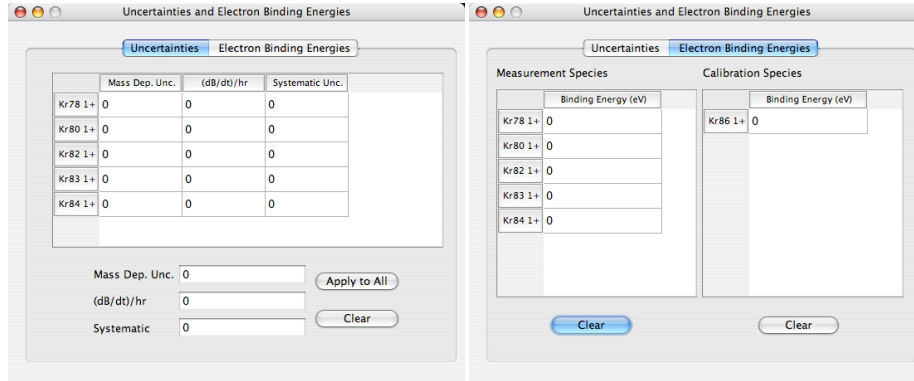 Uncertainties and Electron Binding Energies
Uncertainties Electron Binding Energies
Mass Dep. Unc. (dB/dt)/hr Systematic Unc.
Kr78 1+ 0 0 0
Kr80 1+ 0 0 0
Kr82 1+ 0 0 0
Kr83 1+ 0 0 0
Kr84 1+ 0 0 0
Mass Dep. Unc. 0
Apply to All
(dB/dt)/hr 0
Systematic 0
Clear
Uncertainties and Electron Binding Energies
Uncertainties Electron Binding Energies
Measurement Species
Binding Energy (eV)
Kr78 1+ 0
Kr80 1+ 0
Kr82 1+ 0
Kr83 1+ 0
Kr84 1+ 0
Clear
Calibration Species
Binding Energy (eV)
Kr86 1+ 0
Clear